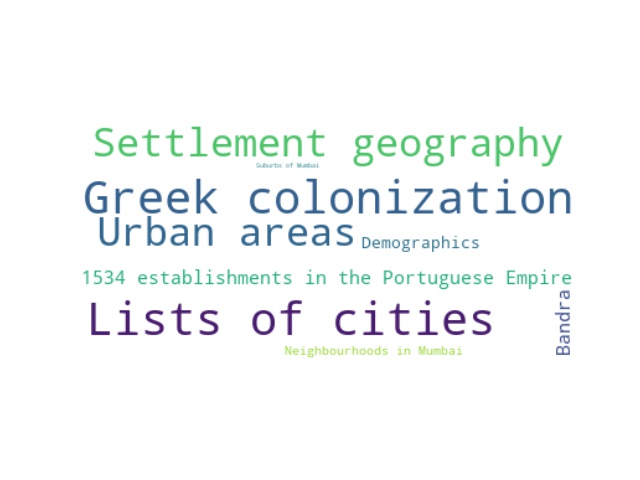 Settlement geography
Suburbs of Mumbai
Greek colonization
Urban areas
Demographics
1534 establishments in the Portuguese Empire
Bandra
Lists of cities
Neighbourhoods in Mumbai